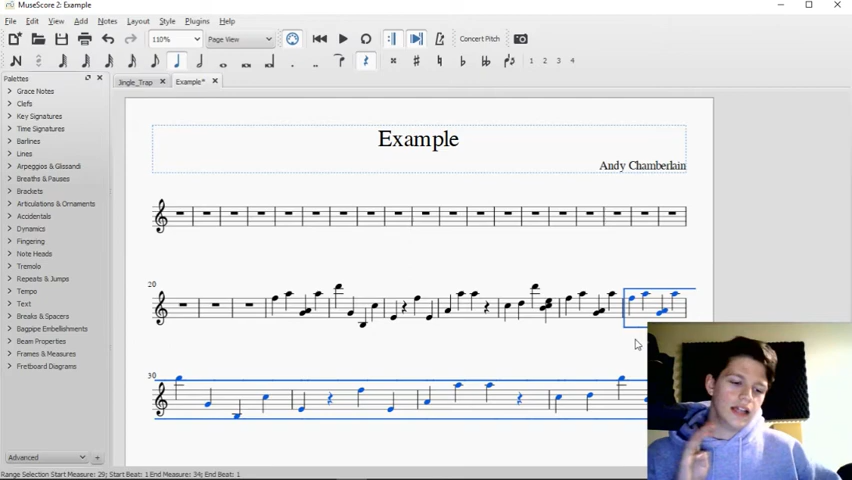 MuseScore 2: Example
File Edit View Add Notes Layout Style Plugins Help
110% Page View Concert Pitch
1 2 3 4
Palettes
Jingle_Trap Example*
Grace Notes
Clefs
Key Signatures
Time Signatures
Barlines
Lines
Arpeggios & Glissandi
Breaths & Pauses
Brackets
Articulations & Ornaments
Accidentals
Dynamics
Fingering
Note Heads
Tremolo
Repeats & Jumps
Tempo
Text
Breaks & Spacers
Bagpipe Embellishments
Beam Properties
Frames & Measures
Fretboard Diagrams
Advanced
Example
Andy Chamberlain
20
30
Range Selection Start Measure: 29; Start Beat: 1 End Measure: 34; End Beat: 1